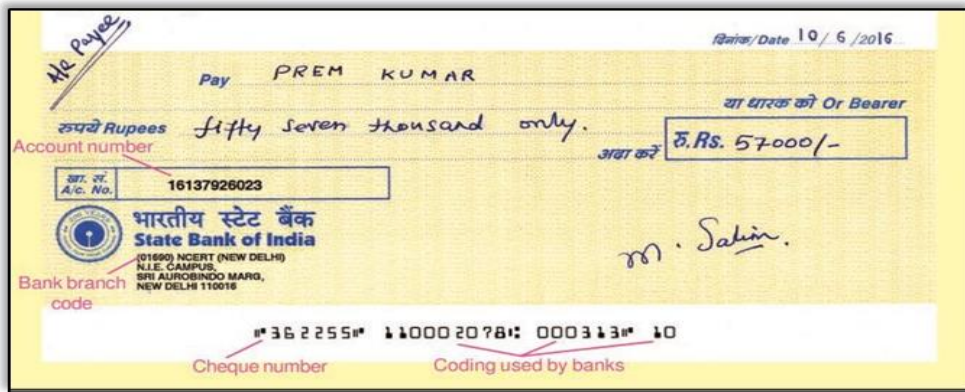 A/c Payee
दिनांक/Date 10/6/2016
Pay PREM KUMAR
या धारक को Or Bearer
रुपये Rupees fifty seven thousand only.
अदा करें रु.Rs. 57000/-
Account number
खा. सं.
A/c. No. 16137926023
भारतीय स्टेट बैंक
State Bank of India
(01690) NCERT (NEW DELHI)
N.I.E. CAMPUS,
SRI AUROBINDO MARG,
NEW DELHI 110016
M. Salim.
Bank branch
code
⑈362255⑈ 110002078⑆ 000313⑈ 10
Cheque number
Coding used by banks